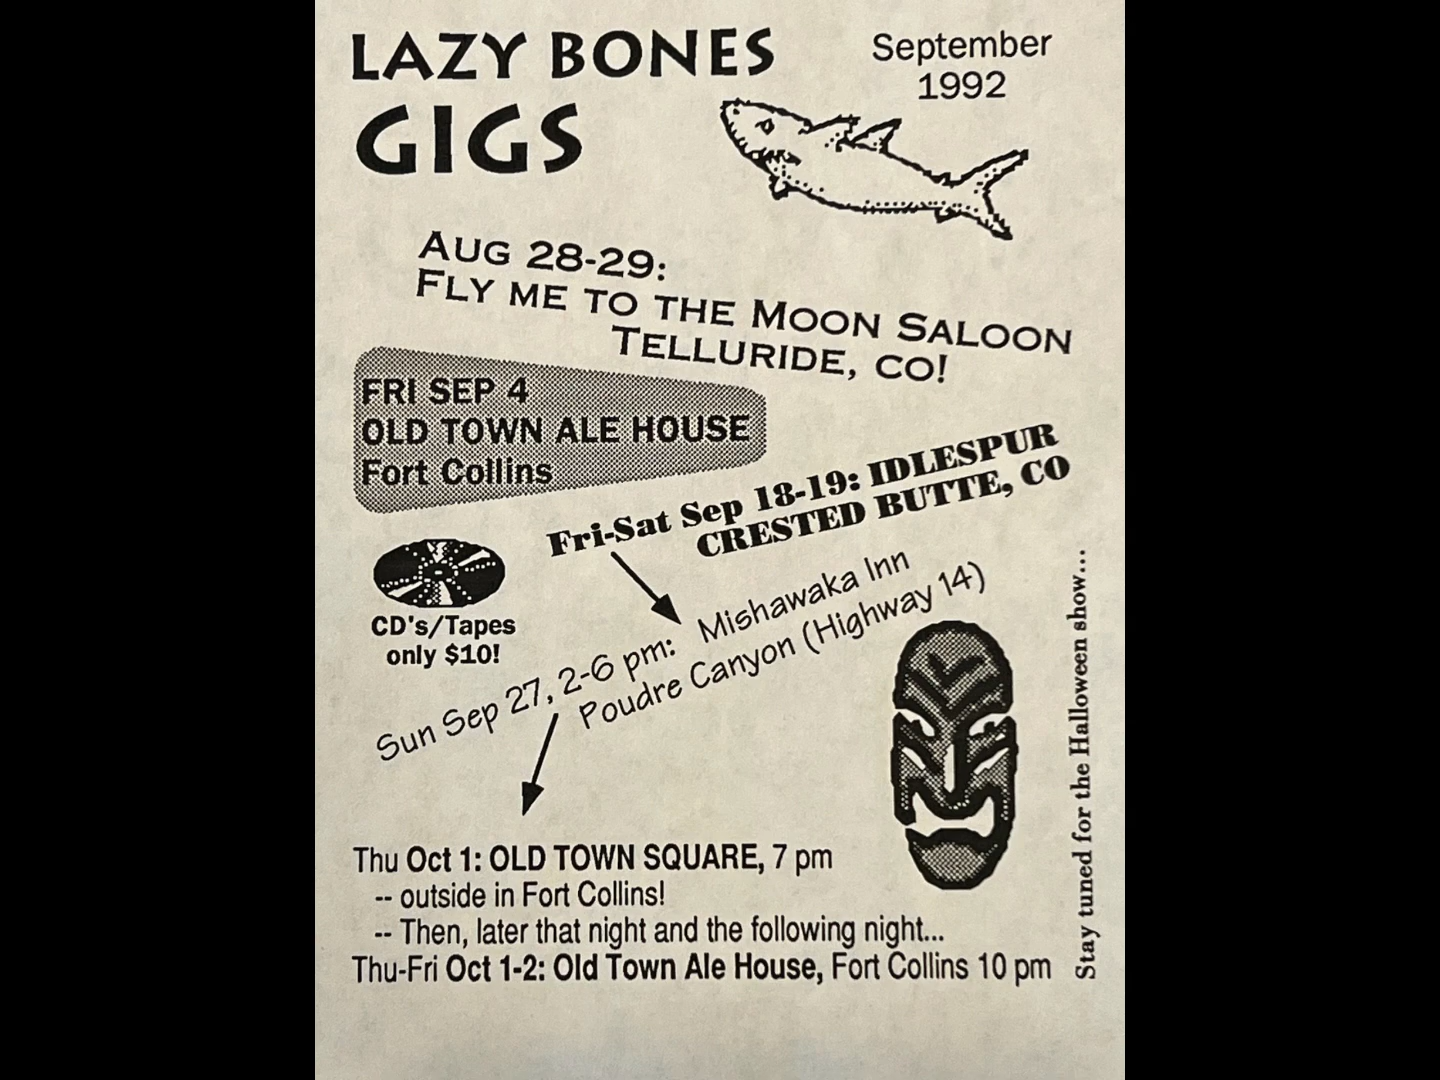 LAZY BONES
GIGS
September
1992
AUG 28-29:
FLY ME TO THE MOON SALOON
TELLURIDE, CO!
FRI SEP 4
OLD TOWN ALE HOUSE
Fort Collins
Fri-Sat Sep 18-19: IDLESPUR
CRESTED BUTTE, CO
CD's/Tapes
only $10!
Sun Sep 27, 2-6 pm: Mishawaka Inn
Poudre Canyon (Highway 14)
Thu Oct 1: OLD TOWN SQUARE, 7 pm
-- outside in Fort Collins!
-- Then, later that night and the following night...
Thu-Fri Oct 1-2: Old Town Ale House, Fort Collins 10 pm
Stay tuned for the Halloween show...